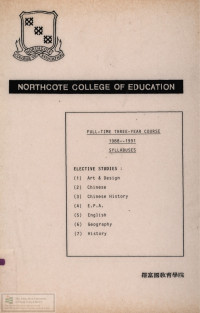 NORTHCOTE COLLEGE OF EDUCATION
FULL-TIME THREE-YEAR COURSE
1988--1991
SYLLABUSES
ELECTIVE STUDIES :
(1) Art & Design
(2) Chinese
(3) Chinese History
(4) E.P.A.
(5) English
(6) Geography
(7) History
羅富國教育學院